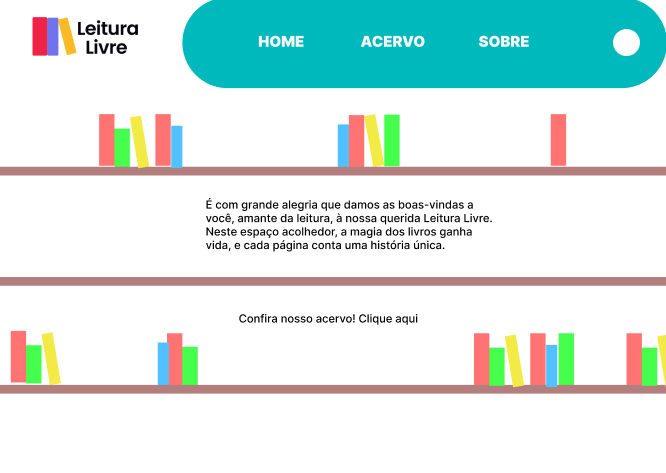 Leitura
Livre
HOME
ACERVO
SOBRE
É com grande alegria que damos as boas-vindas a
você, amante da leitura, à nossa querida Leitura Livre.
Neste espaço acolhedor, a magia dos livros ganha
vida, e cada página conta uma história única.
Confira nosso acervo! Clique aqui